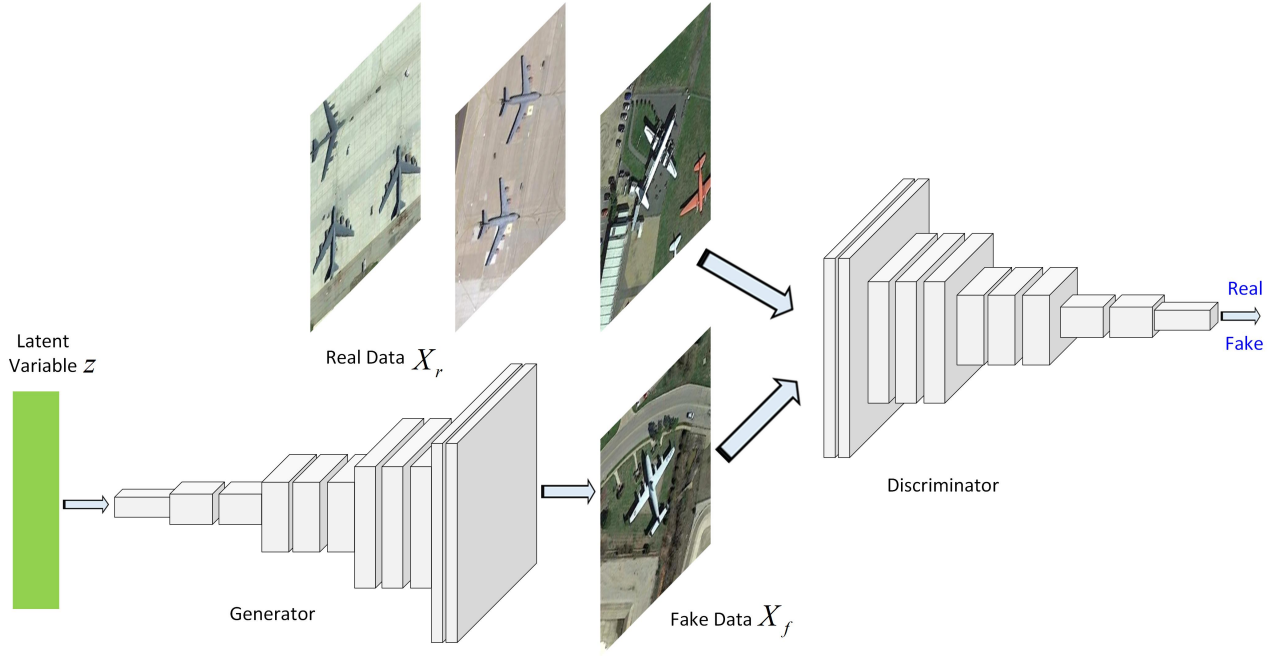 Latent
Variable z
Real Data X_r
Generator
Fake Data X_f
Discriminator
Real
Fake